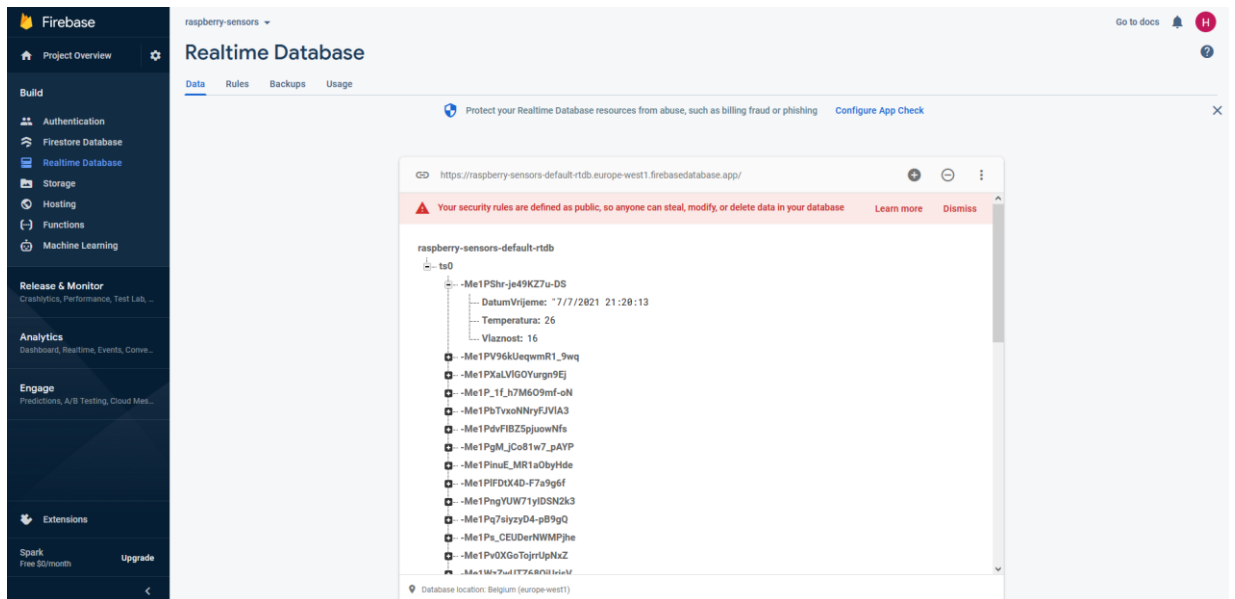 Firebase
Project Overview
Build
Authentication
Firestore Database
Realtime Database
Storage
Hosting
Functions
Machine Learning
Release & Monitor
Crashlytics, Performance, Test Lab, ...
Analytics
Dashboard, Realtime, Events, Conve...
Engage
Predictions, A/B Testing, Cloud Mes...
Extensions
Spark
Free $0/month
Upgrade
raspberry-sensors
Go to docs
H
Realtime Database
Data Rules Backups Usage
Protect your Realtime Database resources from abuse, such as billing fraud or phishing Configure App Check
https://raspberry-sensors-default-rtdb.europe-west1.firebasedatabase.app/
Your security rules are defined as public, so anyone can steal, modify, or delete data in your database Learn more Dismiss
raspberry-sensors-default-rtdb
ts0
-Me1PShr-je49KZ7u-DS
DatumVrijeme: "7/7/2021 21:20:13
Temperatura: 26
Vlaznost: 16
-Me1PV96kUeqwmR1_9wq
-Me1PXaLVlGOYurgn9Ej
-Me1P_1f_h7M6O9mf-oN
-Me1PbTvxoNNryFJVlA3
-Me1PdvFIBZ5pjuowNfs
-Me1PgM_jCo81w7_pAYP
-Me1PinuE_MR1aObyHde
-Me1PlFDtX4D-F7a9g6f
-Me1PngYUW71yIDSN2k3
-Me1Pq7siyzyD4-pB9gQ
-Me1Ps_CEUDerNWMPjhe
-Me1Pv0XGoTojrrUpNxZ
Database location: Belgium (europe-west1)